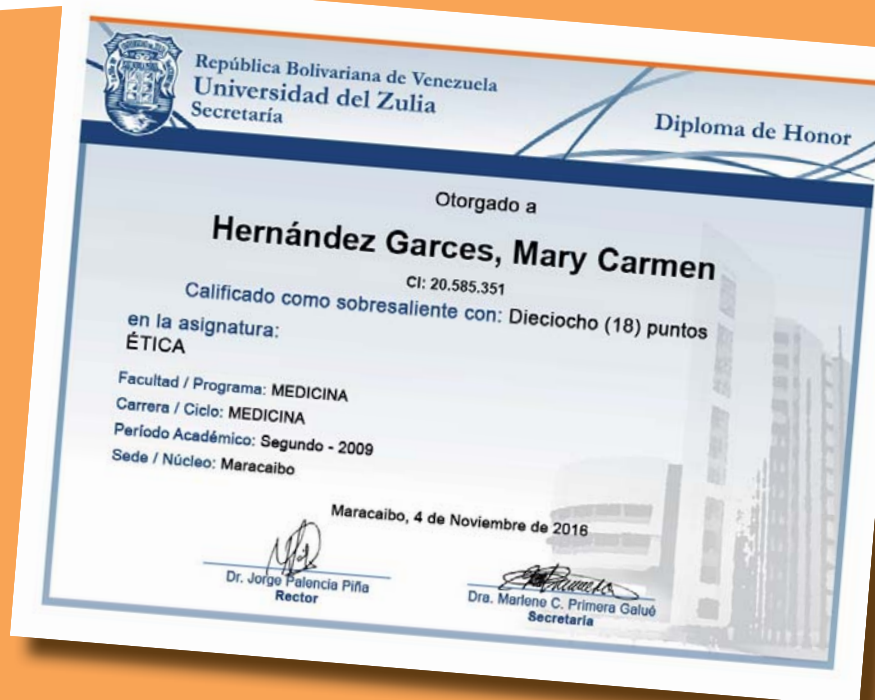 República Bolivariana de Venezuela
Universidad del Zulia
Secretaría
Diploma de Honor
Otorgado a
Hernández Garces, Mary Carmen
CI: 20.585.351
Calificado como sobresaliente con: Dieciocho (18) puntos
en la asignatura:
ÉTICA
Facultad / Programa: MEDICINA
Carrera / Ciclo: MEDICINA
Período Académico: Segundo - 2009
Sede / Núcleo: Maracaibo
Maracaibo, 4 de Noviembre de 2016
Dr. Jorge Palencia Piña
Rector
Dra. Marlene C. Primera Galué
Secretaria